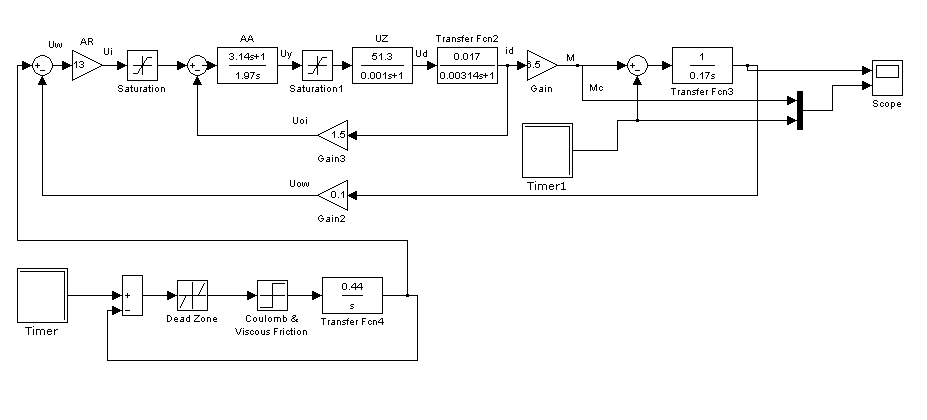 Uw
AR
13
Ui
Saturation
AA
3.14s+1
1.97s
Uy
Saturation1
UZ
51.3
0.001s+1
Ud
Transfer Fcn2
0.017
0.00314s+1
id
6.5
Gain
M
Mc
1
0.17s
Transfer Fcn3
Scope
Uoi
1.5
Gain3
Timer1
Uow
0.1
Gain2
Timer
Dead Zone
Coulomb &
Viscous Friction
0.44
s
Transfer Fcn4